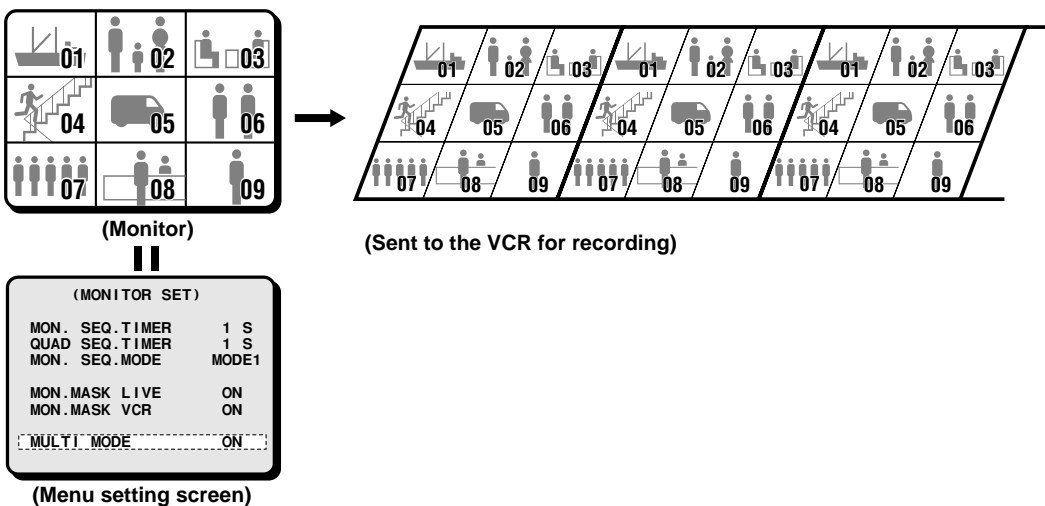 01 02 03
04 05 06
07 08 09
(Monitor)
01 02 03 01 02 03 01 02 03
04 05 06 04 05 06 04 05 06
07 08 09 07 08 09 07 08 09
(Sent to the VCR for recording)
(MONITOR SET)
MON. SEQ.TIMER 1 S
QUAD SEQ.TIMER 1 S
MON. SEQ.MODE MODE1
MON.MASK LIVE ON
MON.MASK VCR ON
MULTI MODE ON
(Menu setting screen)